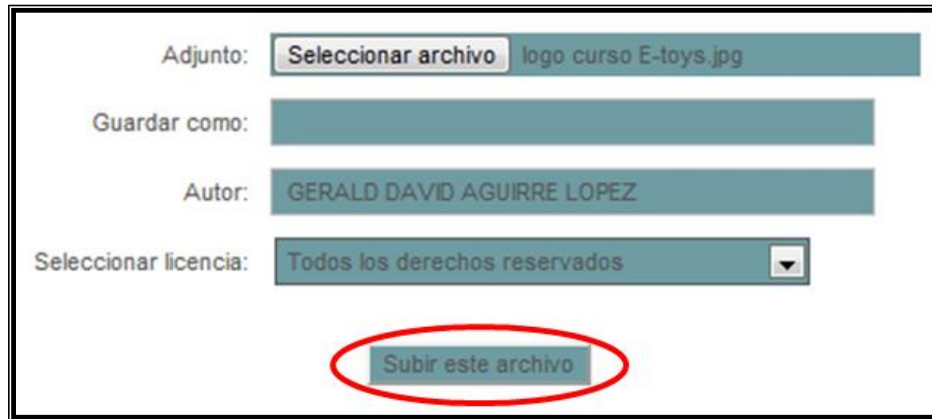 Adjunto: Seleccionar archivo logo curso E-toys.jpg
Guardar como:
Autor: GERALD DAVID AGUIRRE LOPEZ
Seleccionar licencia: Todos los derechos reservados
Subir este archivo